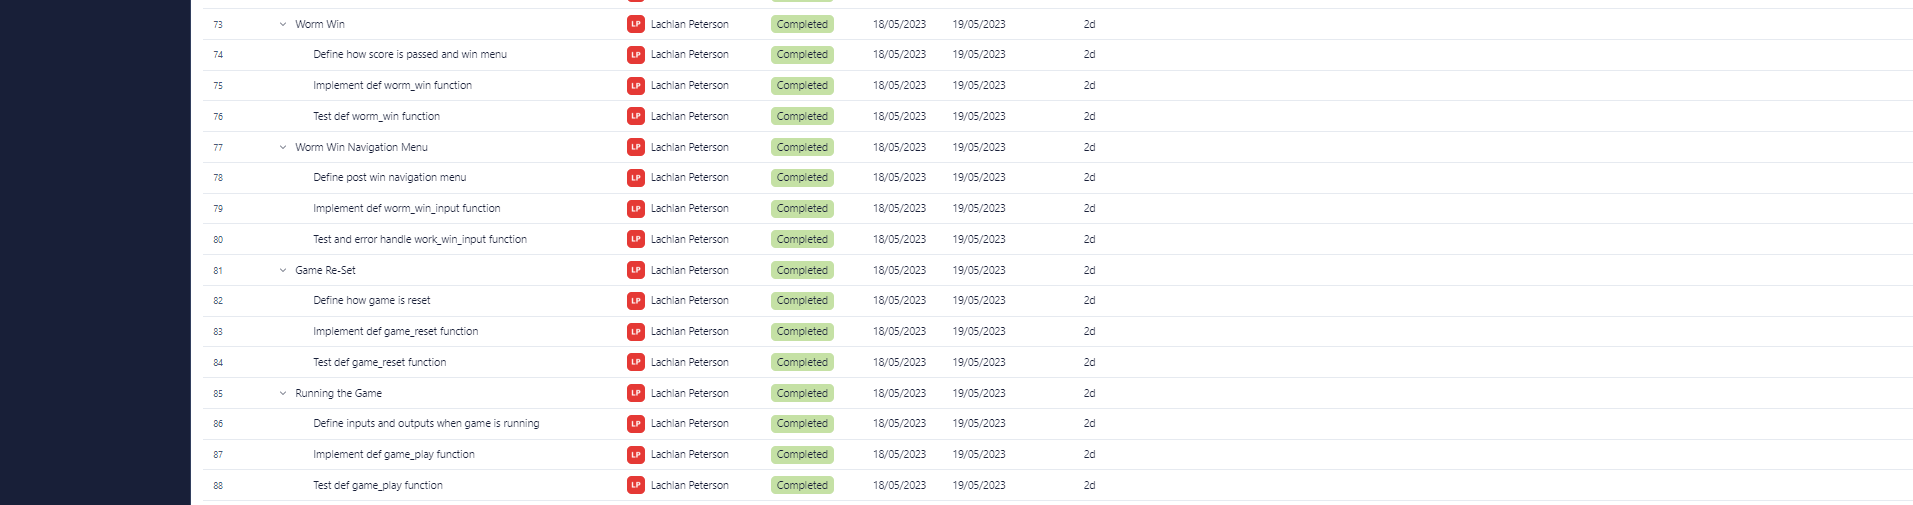 73 Worm Win LP Lachlan Peterson Completed 18/05/2023 19/05/2023 2d
74 Define how score is passed and win menu LP Lachlan Peterson Completed 18/05/2023 19/05/2023 2d
75 Implement def worm_win function LP Lachlan Peterson Completed 18/05/2023 19/05/2023 2d
76 Test def worm_win function LP Lachlan Peterson Completed 18/05/2023 19/05/2023 2d
77 Worm Win Navigation Menu LP Lachlan Peterson Completed 18/05/2023 19/05/2023 2d
78 Define post win navigation menu LP Lachlan Peterson Completed 18/05/2023 19/05/2023 2d
79 Implement def worm_win_input function LP Lachlan Peterson Completed 18/05/2023 19/05/2023 2d
80 Test and error handle work_win_input function LP Lachlan Peterson Completed 18/05/2023 19/05/2023 2d
81 Game Re-Set LP Lachlan Peterson Completed 18/05/2023 19/05/2023 2d
82 Define how game is reset LP Lachlan Peterson Completed 18/05/2023 19/05/2023 2d
83 Implement def game_reset function LP Lachlan Peterson Completed 18/05/2023 19/05/2023 2d
84 Test def game_reset function LP Lachlan Peterson Completed 18/05/2023 19/05/2023 2d
85 Running the Game LP Lachlan Peterson Completed 18/05/2023 19/05/2023 2d
86 Define inputs and outputs when game is running LP Lachlan Peterson Completed 18/05/2023 19/05/2023 2d
87 Implement def game_play function LP Lachlan Peterson Completed 18/05/2023 19/05/2023 2d
88 Test def game_play function LP Lachlan Peterson Completed 18/05/2023 19/05/2023 2d